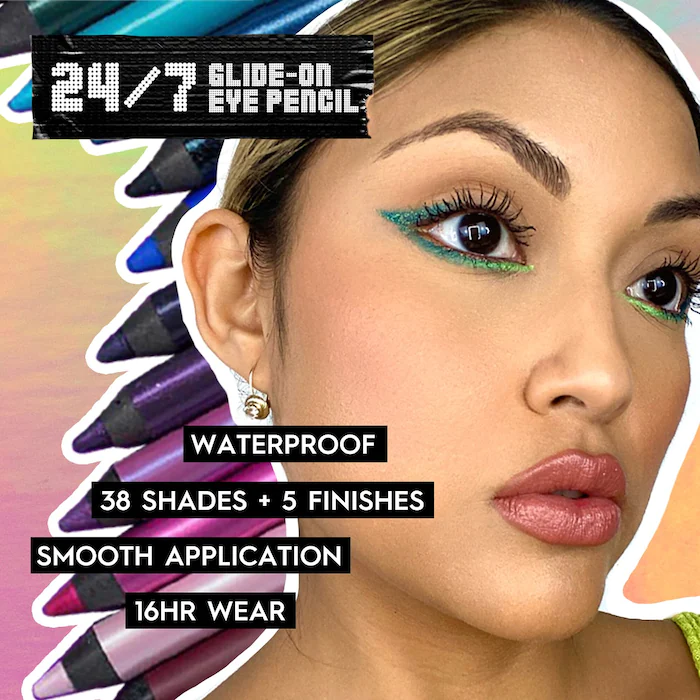 24/7 GLIDE-ON
EYE PENCIL
WATERPROOF
38 SHADES + 5 FINISHES
SMOOTH APPLICATION
16HR WEAR